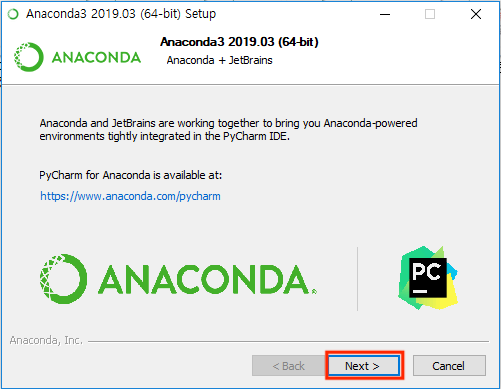 Anaconda3 2019.03 (64-bit) Setup
Anaconda3 2019.03 (64-bit)
Anaconda + JetBrains
ANACONDA
Anaconda and JetBrains are working together to bring you Anaconda-powered
environments tightly integrated in the PyCharm IDE.
PyCharm for Anaconda is available at:
https://www.anaconda.com/pycharm
ANACONDA®
PC
Anaconda, Inc.
< Back Next > Cancel